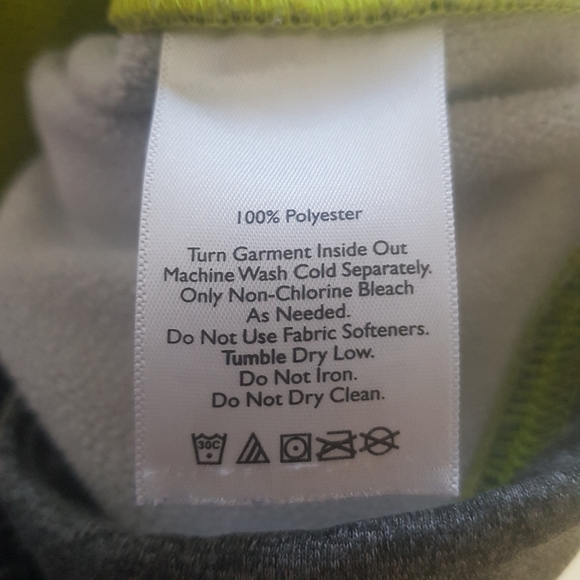 100% Polyester
Turn Garment Inside Out
Machine Wash Cold Separately.
Only Non-Chlorine Bleach
As Needed.
Do Not Use Fabric Softeners.
Tumble Dry Low.
Do Not Iron.
Do Not Dry Clean.
30C